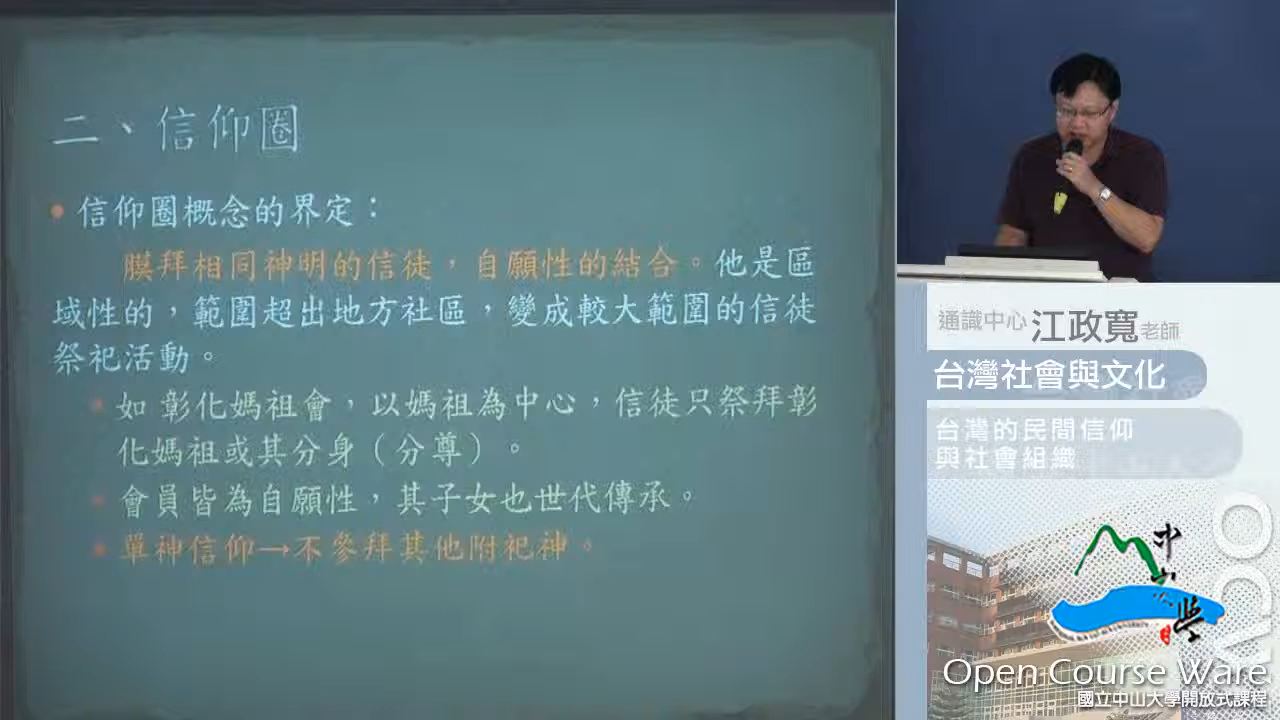 二、信仰圈
信仰圈概念的界定：
膜拜相同神明的信徒，自願性的結合。他是區
域性的，範圍超出地方社區，變成較大範圍的信徒
祭祀活動。
如 彰化媽祖會，以媽祖為中心，信徒只祭拜彰
化媽祖或其分身（分尊）。
會員皆為自願性，其子女也世代傳承。
單神信仰→不參拜其他附祀神。
通識中心 江政寬 老師
台灣社會與文化
台灣的民間信仰
與社會組織
中山大學
OCW
Open Course Ware
國立中山大學開放式課程